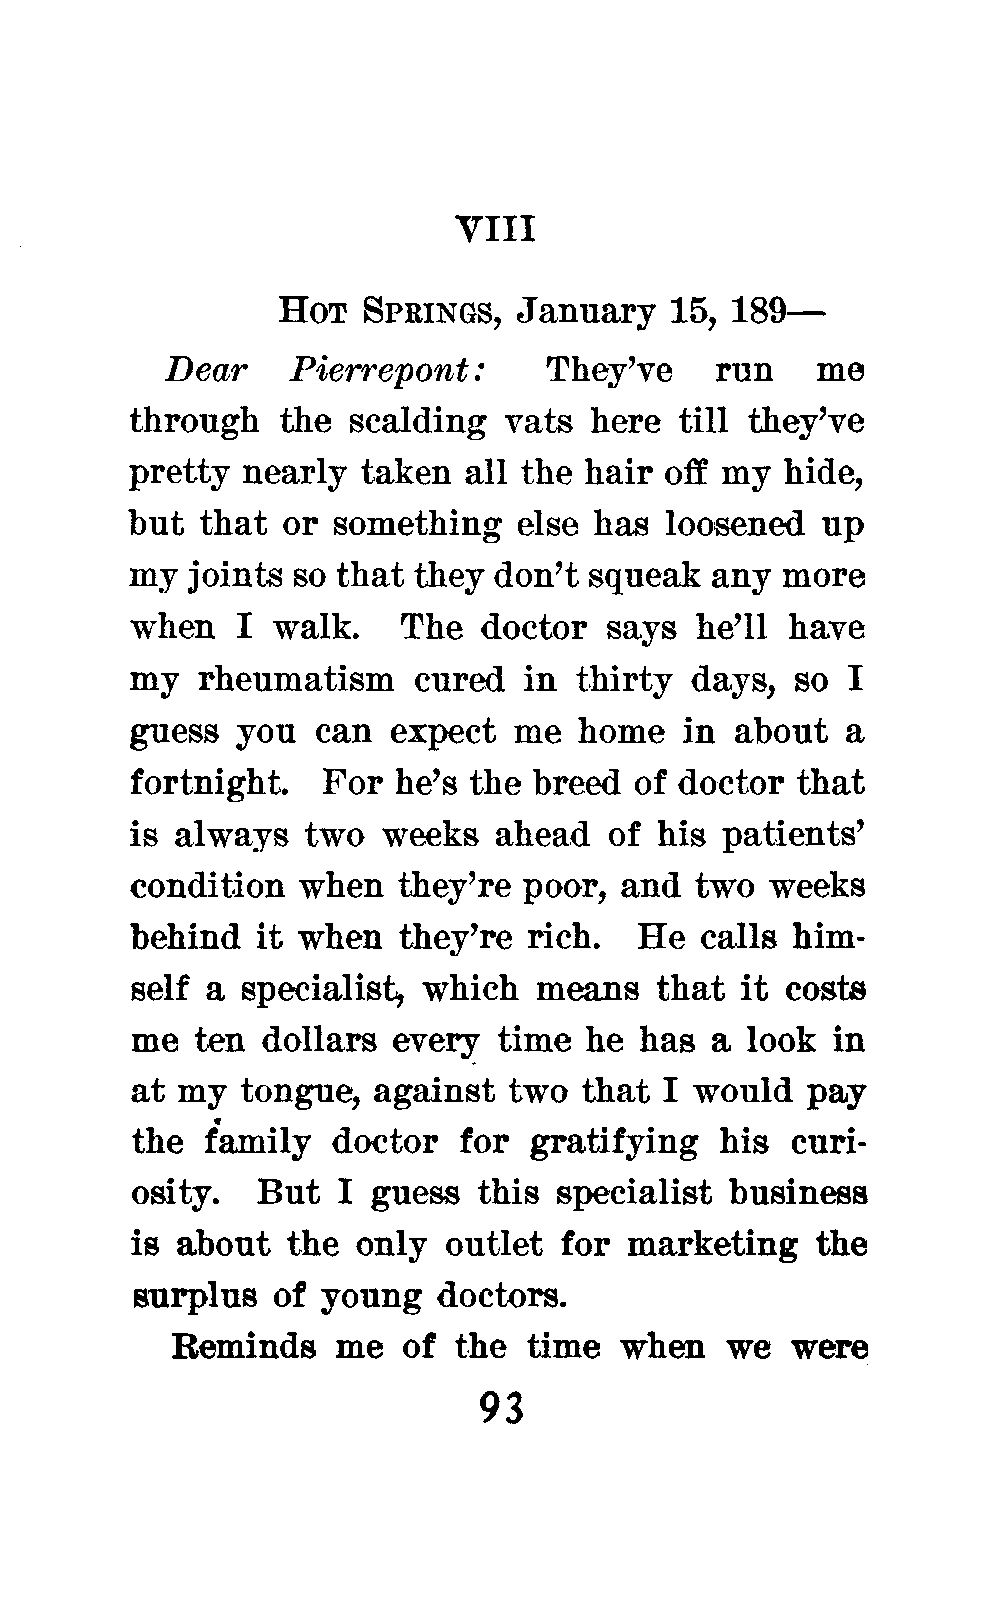 VIII
HOT SPRINGS, January 15, 189—
Dear Pierrepont: They've run me
through the scalding vats here till they've
pretty nearly taken all the hair off my hide,
but that or something else has loosened up
my joints so that they don't squeak any more
when I walk. The doctor says he'll have
my rheumatism cured in thirty days, so I
guess you can expect me home in about a
fortnight. For he's the breed of doctor that
is always two weeks ahead of his patients'
condition when they're poor, and two weeks
behind it when they're rich. He calls him-
self a specialist, which means that it costs
me ten dollars every time he has a look in
at my tongue, against two that I would pay
the family doctor for gratifying his curi-
osity. But I guess this specialist business
is about the only outlet for marketing the
surplus of young doctors.
Reminds me of the time when we were
93